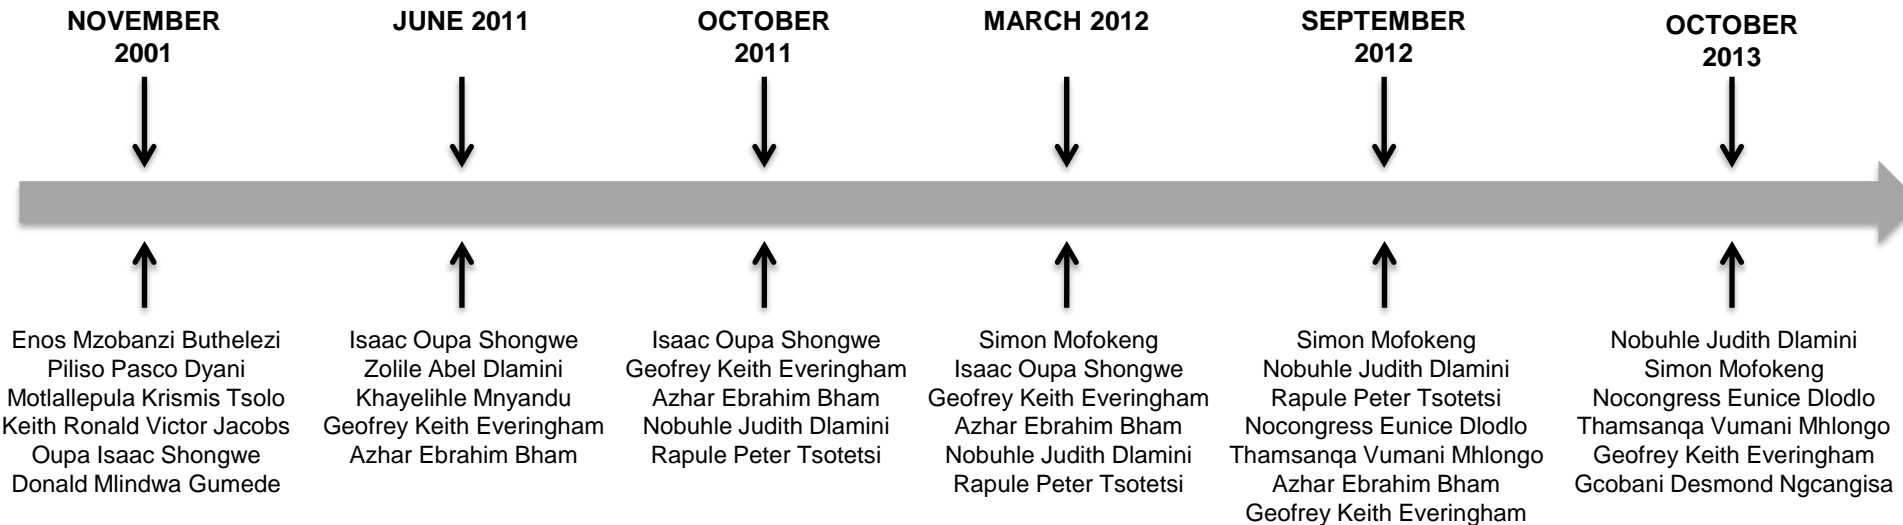 NOVEMBER
2001
JUNE 2011
OCTOBER
2011
MARCH 2012
SEPTEMBER
2012
OCTOBER
2013
Enos Mzobanzi Buthelezi
Piliso Pasco Dyani
Motlallepula Krismis Tsolo
Keith Ronald Victor Jacobs
Oupa Isaac Shongwe
Donald Mlindwa Gumede
Isaac Oupa Shongwe
Zolile Abel Dlamini
Khayelihle Mnyandu
Geofrey Keith Everingham
Azhar Ebrahim Bham
Isaac Oupa Shongwe
Geofrey Keith Everingham
Azhar Ebrahim Bham
Nobuhle Judith Dlamini
Rapule Peter Tsotetsi
Simon Mofokeng
Isaac Oupa Shongwe
Geofrey Keith Everingham
Azhar Ebrahim Bham
Nobuhle Judith Dlamini
Rapule Peter Tsotetsi
Simon Mofokeng
Nobuhle Judith Dlamini
Rapule Peter Tsotetsi
Nocongress Eunice Dlodlo
Thamsanqa Vumani Mhlongo
Azhar Ebrahim Bham
Geofrey Keith Everingham
Nobuhle Judith Dlamini
Simon Mofokeng
Nocongress Eunice Dlodlo
Thamsanqa Vumani Mhlongo
Geofrey Keith Everingham
Gcobani Desmond Ngcangisa